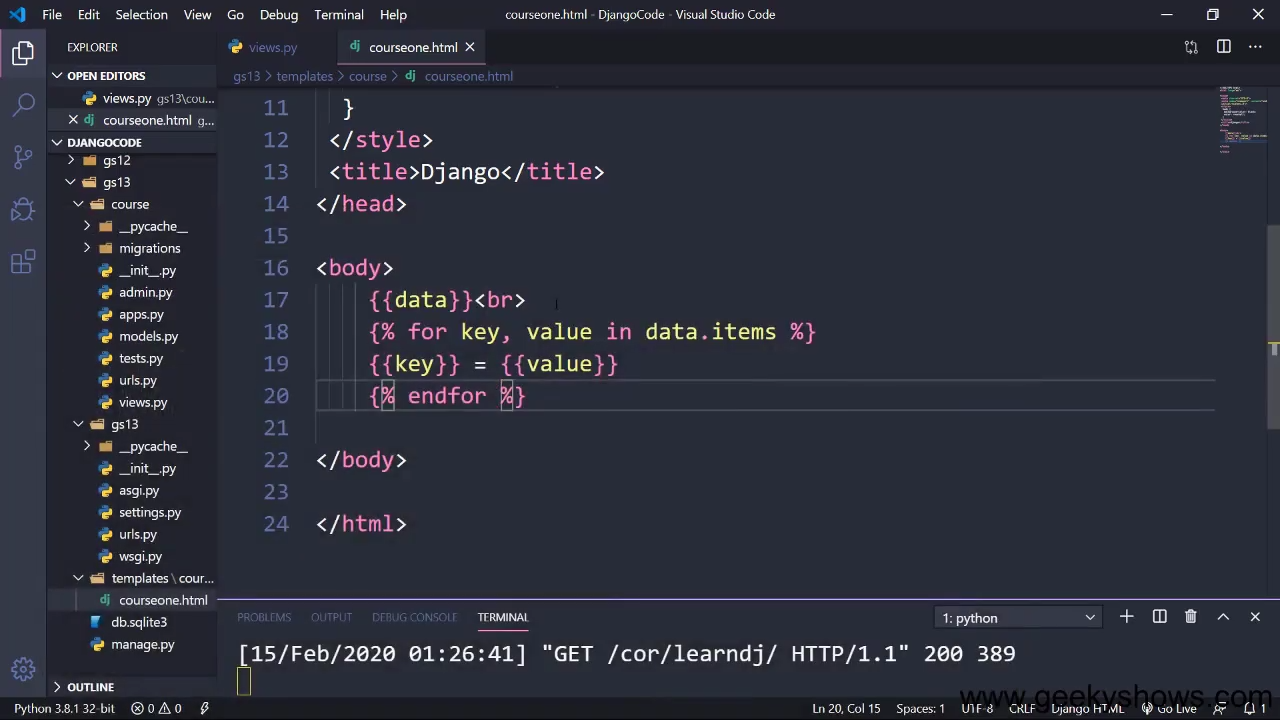 File Edit Selection View Go Debug Terminal Help courseone.html - DjangoCode - Visual Studio Code
EXPLORER
OPEN EDITORS
views.py gs13\cou...
courseone.html g...
DJANGOCODE
gs12
gs13
course
__pycache__
migrations
__init__.py
admin.py
apps.py
models.py
tests.py
urls.py
views.py
gs13
__pycache__
__init__.py
asgi.py
settings.py
urls.py
wsgi.py
templates \ cour...
courseone.html
db.sqlite3
manage.py
OUTLINE
views.py courseone.html
gs13 > templates > course > courseone.html
11 }
12 </style>
13 <title>Django</title>
14 </head>
15
16 <body>
17 {{data}}<br>
18 {% for key, value in data.items %}
19 {{key}} = {{value}}
20 {% endfor %}
21
22 </body>
23
24 </html>
PROBLEMS OUTPUT DEBUG CONSOLE TERMINAL 1: python
[15/Feb/2020 01:26:41] "GET /cor/learndj/ HTTP/1.1" 200 389
www.geekyshows.com
Python 3.8.1 32-bit 0 0 Ln 20, Col 15 Spaces: 1 UTF-8 CRLF Django HTML Go Live 1